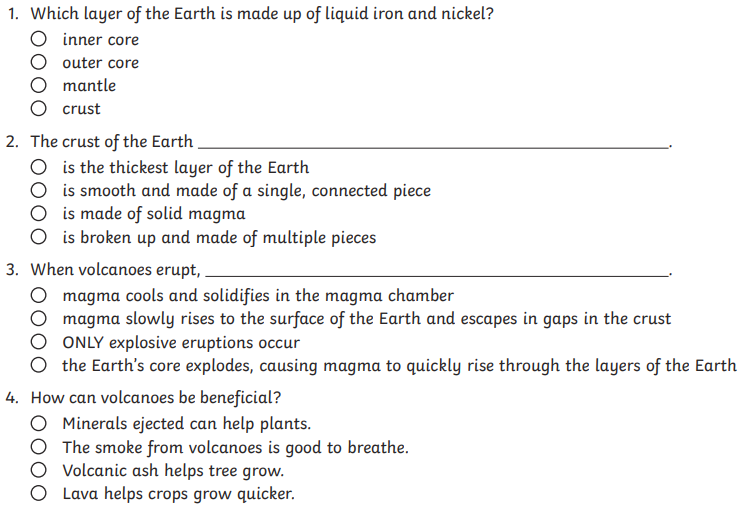 1. Which layer of the Earth is made up of liquid iron and nickel?
inner core
outer core
mantle
crust
2. The crust of the Earth ______________________________.
is the thickest layer of the Earth
is smooth and made of a single, connected piece
is made of solid magma
is broken up and made of multiple pieces
3. When volcanoes erupt, ______________________________.
magma cools and solidifies in the magma chamber
magma slowly rises to the surface of the Earth and escapes in gaps in the crust
ONLY explosive eruptions occur
the Earth's core explodes, causing magma to quickly rise through the layers of the Earth
4. How can volcanoes be beneficial?
Minerals ejected can help plants.
The smoke from volcanoes is good to breathe.
Volcanic ash helps tree grow.
Lava helps crops grow quicker.